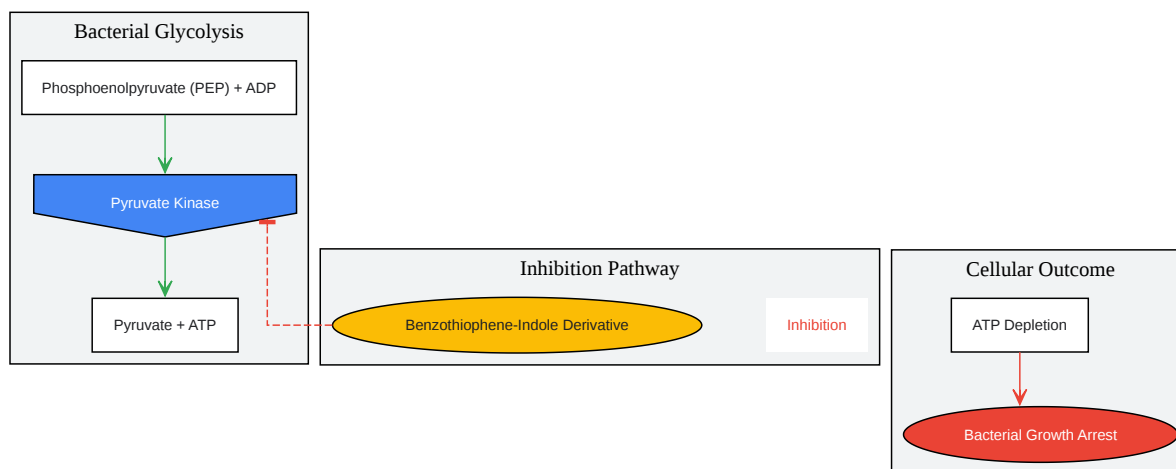 Bacterial Glycolysis
Phosphoenolpyruvate (PEP) + ADP
Pyruvate Kinase
Pyruvate + ATP
Inhibition Pathway
Benzothiophene-Indole Derivative
Inhibition
Cellular Outcome
ATP Depletion
Bacterial Growth Arrest